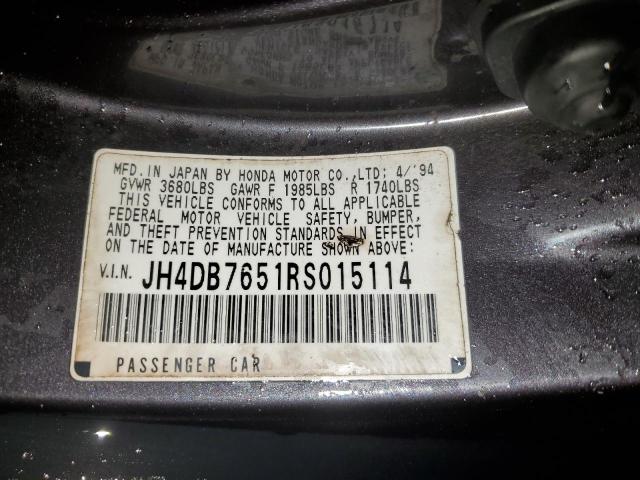 MFD. IN JAPAN BY HONDA MOTOR CO., LTD; 4/'94
GVWR 3680LBS GAWR F 1985LBS R 1740LBS
THIS VEHICLE CONFORMS TO ALL APPLICABLE
FEDERAL MOTOR VEHICLE SAFETY, BUMPER,
AND THEFT PREVENTION STANDARDS IN EFFECT
ON THE DATE OF MANUFACTURE SHOWN ABOVE:
V.I.N. JH4DB7651RS015114
PASSENGER CAR